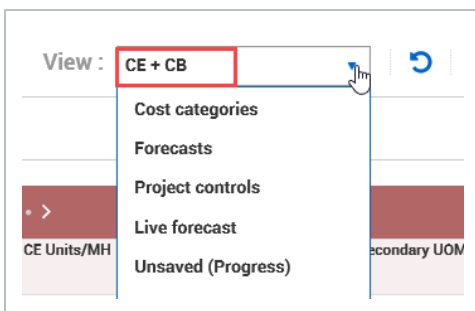 View : CE + CB
Cost categories
Forecasts
Project controls
Live forecast
CE Units/MH
econdary UOM
Unsaved (Progress)